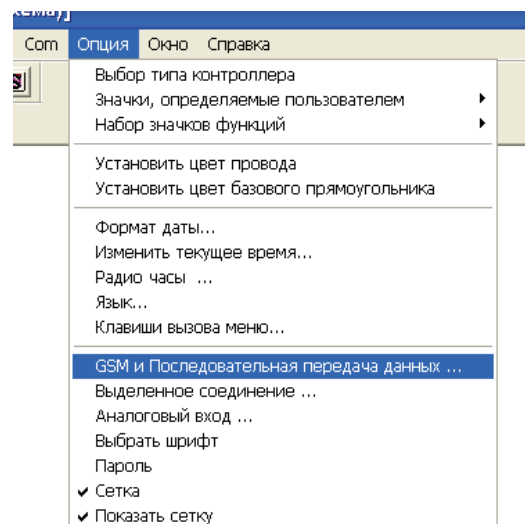 Com Опция Окно Справка
Выбор типа контроллера
Значки, определяемые пользователем
Набор значков функций
Установить цвет провода
Установить цвет базового прямоугольника
Формат даты...
Изменить текущее время...
Радио часы ...
Язык...
Клавиши вызова меню...
GSM и Последовательная передача данных ...
Выделенное соединение ...
Аналоговый вход ...
Выбрать шрифт
Пароль
Сетка
Показать сетку